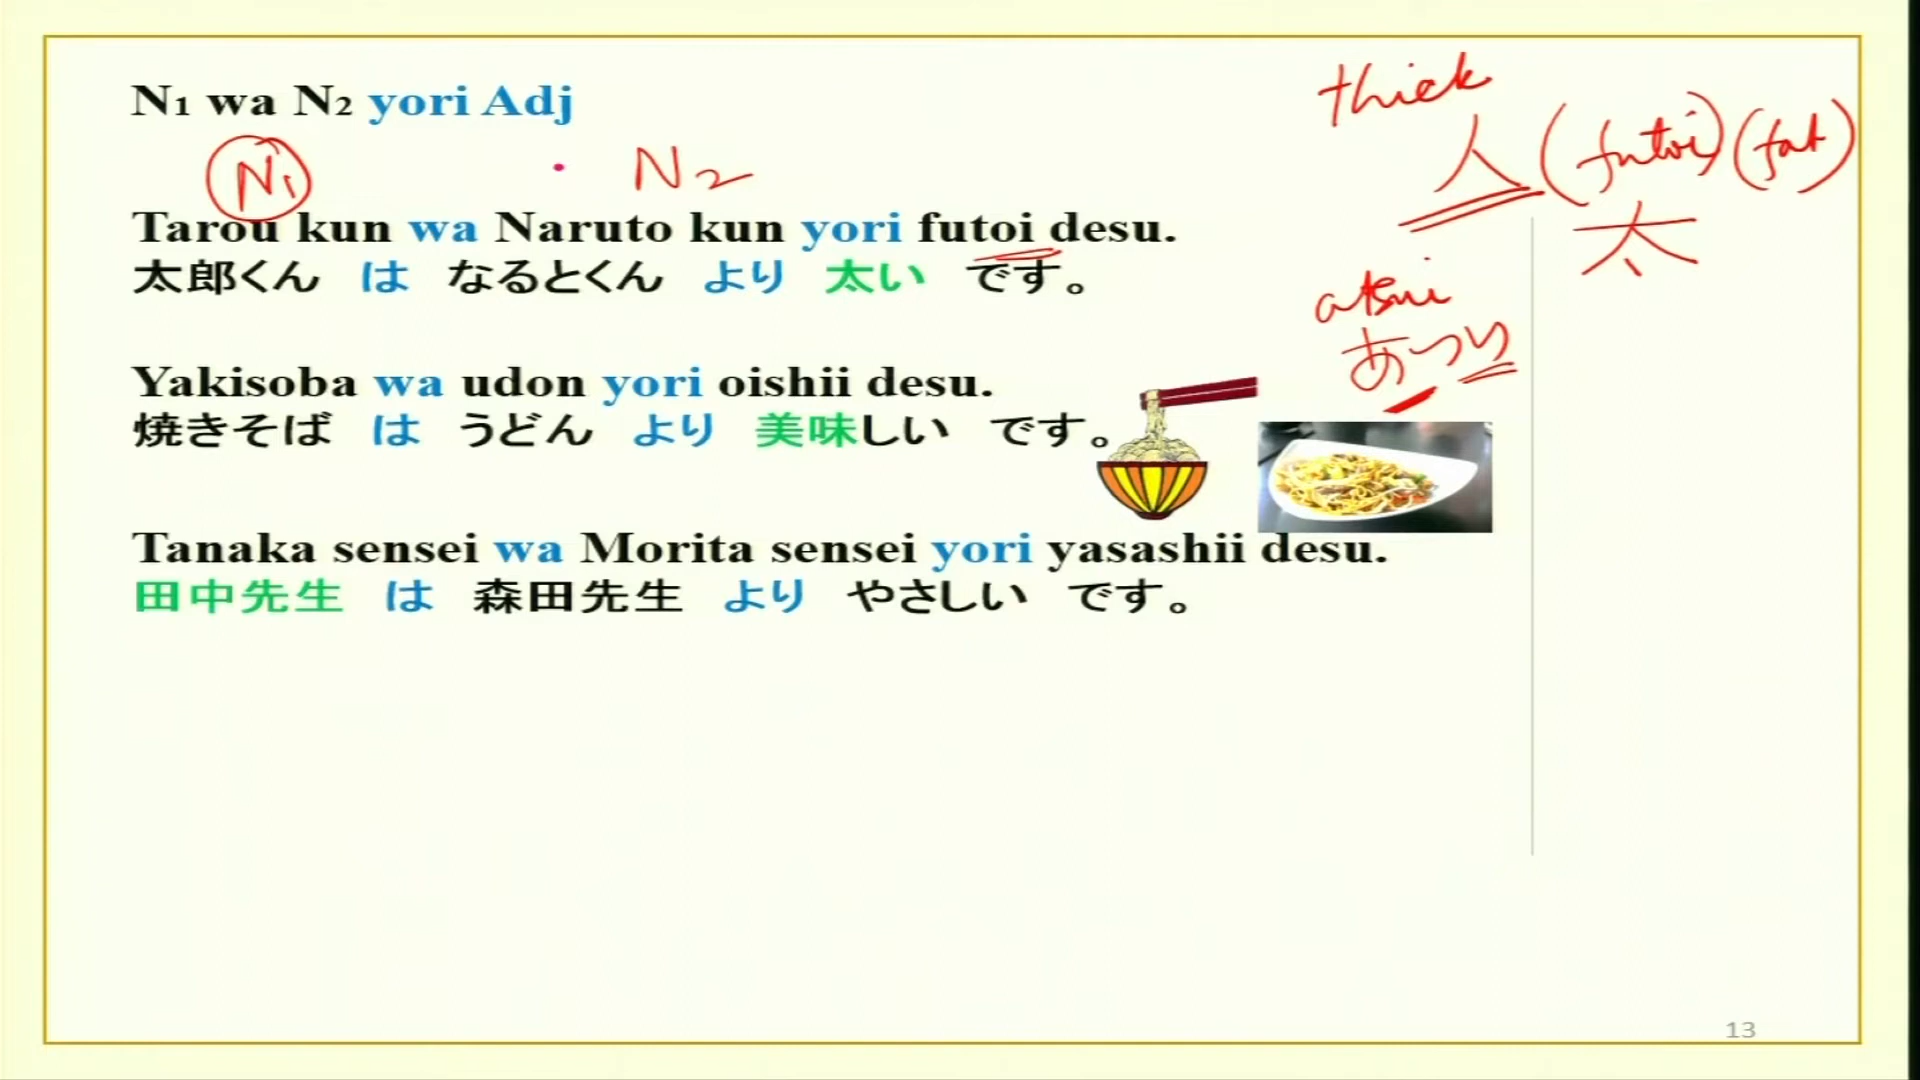 N1 wa N2 yori Adj
N1
N2
Tarou kun wa Naruto kun yori futoi desu.
太郎くん は なるとくん より 太い です。
Yakisoba wa udon yori oishii desu.
焼きそば は うどん より 美味しい です。
Tanaka sensei wa Morita sensei yori yasashii desu.
田中先生 は 森田先生 より やさしい です。
thick
人 (futoi) (fat)
太
atsui
あつい
13